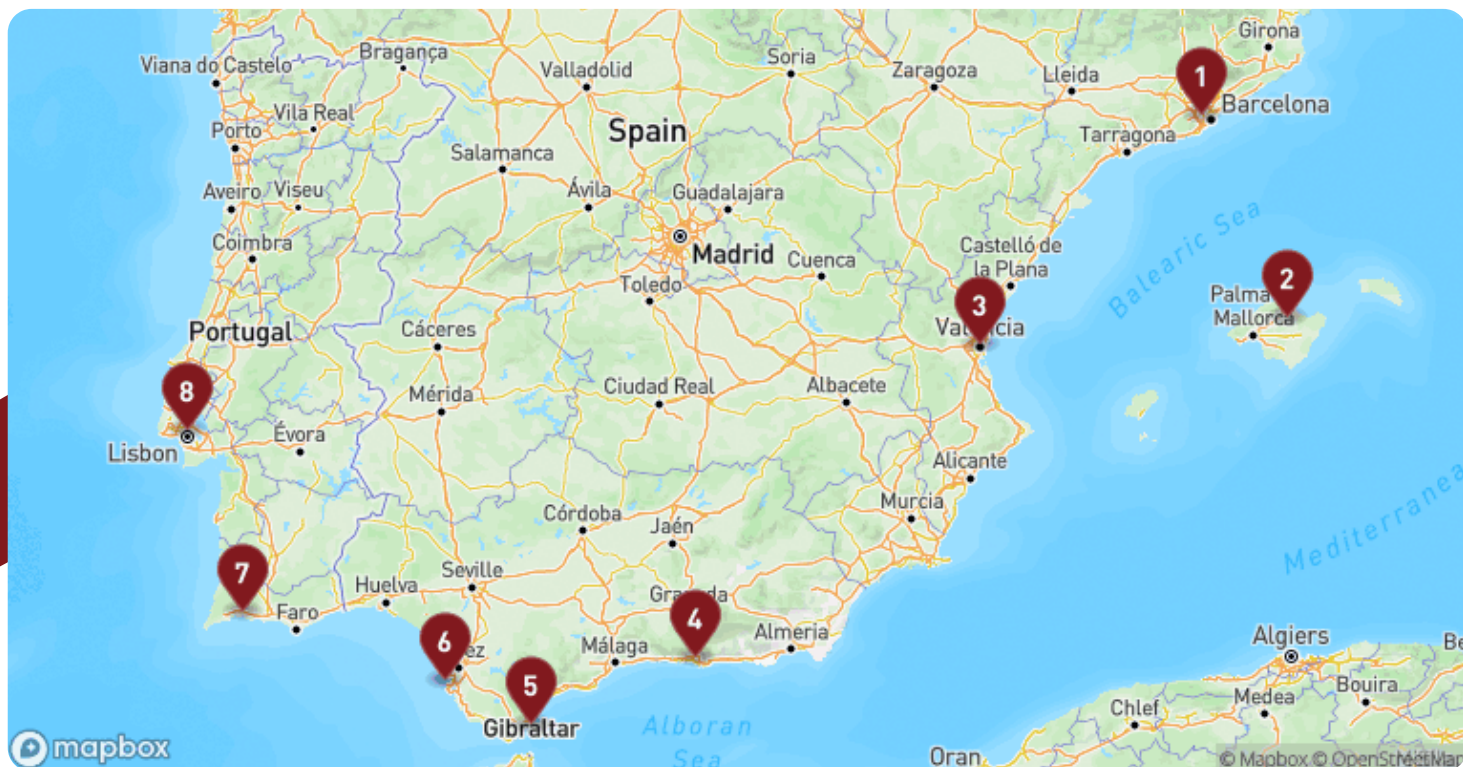 Girona
Bragança
Viana do Castelo
Soria
Valladolid
Zaragoza
Lleida
1
Barcelona
Vila Real
Porto
Spain
Tarragona
Salamanca
Aveiro
Viseu
Ávila
Guadalajara
Coimbra
Madrid
Cuenca
Castelló de
la Plana
Balearic Sea
2
Toledo
Palma
Mallorca
3
Portugal
Cáceres
8
Mérida
Ciudad Real
Albacete
Évora
Lisbon
Alicante
Murcia
Córdoba
Jaén
Mediterranea
7
Seville
Huelva
Faro
4
6
Málaga
Almeria
Algiers
Be
5
Bouira
Medea
Chlef
Gibraltar
Alboran
Sea
Oran
mapbox
© Mapbox © OpenStreetMap